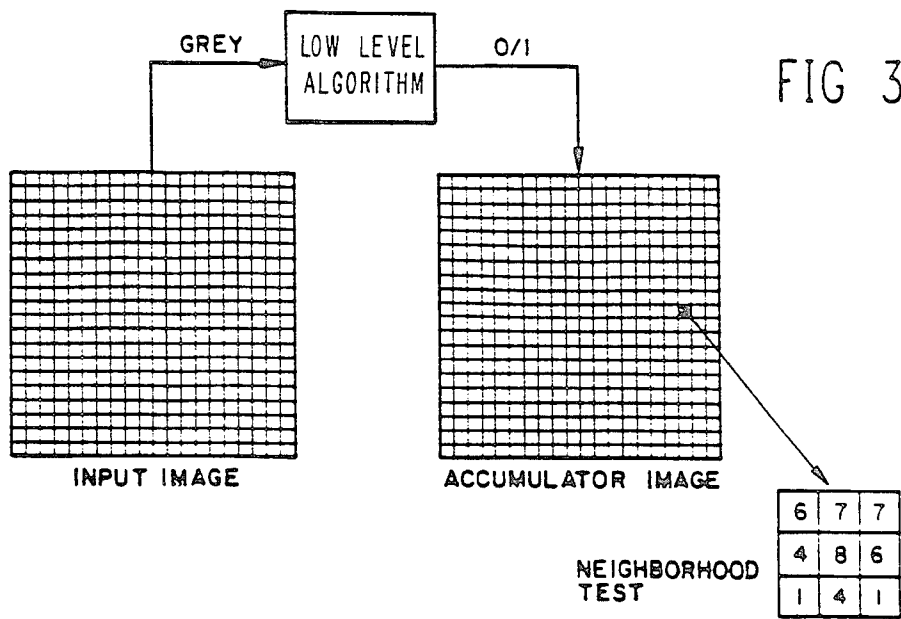 GREY
LOW LEVEL
ALGORITHM
0/1
FIG 3
INPUT IMAGE
ACCUMULATOR IMAGE
NEIGHBORHOOD
TEST
6 7 7
4 8 6
1 4 1